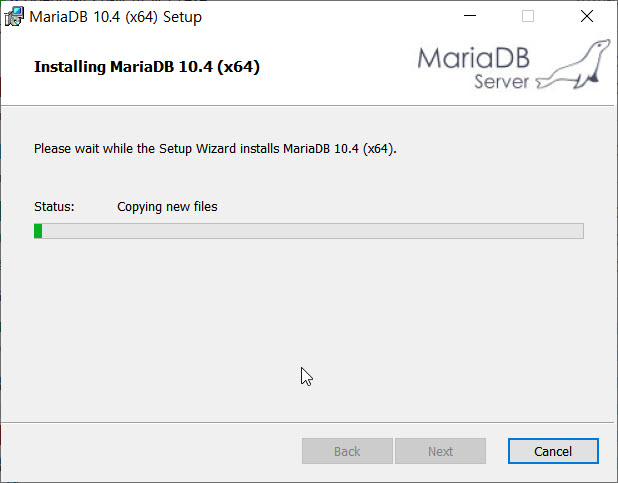 MariaDB 10.4 (x64) Setup
Installing MariaDB 10.4 (x64)
MariaDB
Server
Please wait while the Setup Wizard installs MariaDB 10.4 (x64).
Status: Copying new files
Back Next Cancel